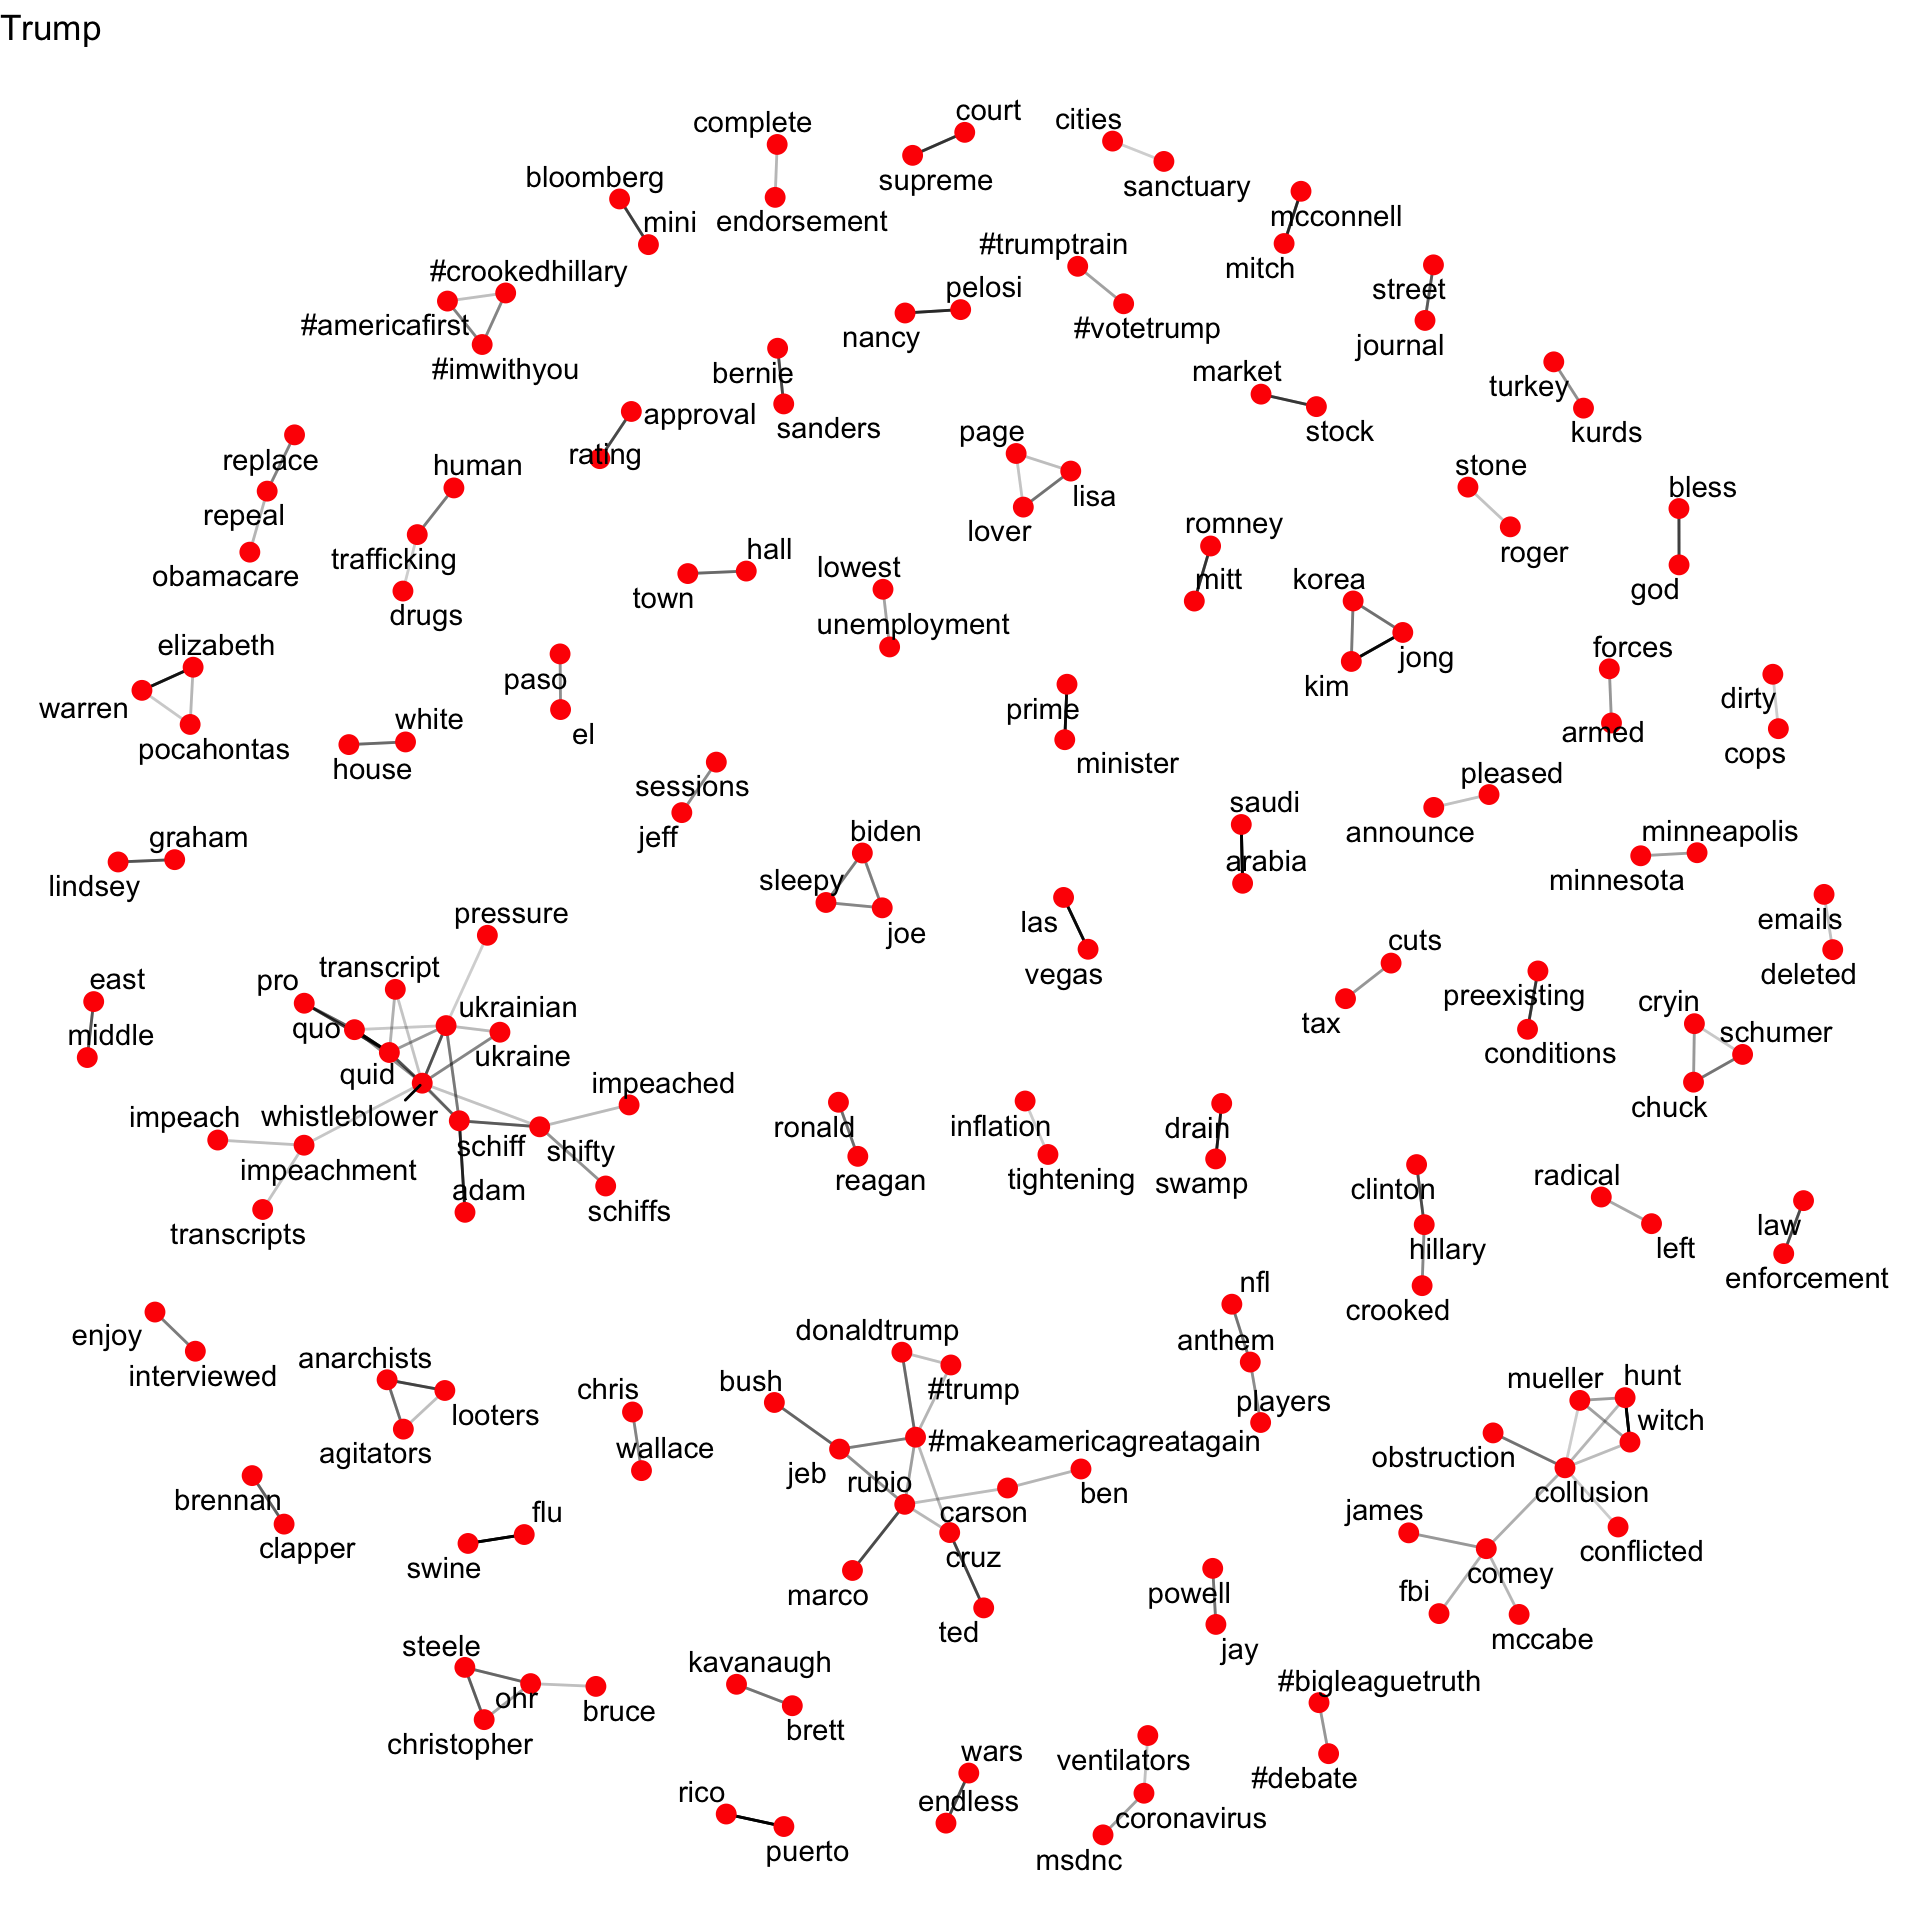 Trump
court
cities
complete
supreme
sanctuary
bloomberg
mini
endorsement
mcconnell
#trumptrain
mitch
#crookedhillary
pelosi
street
#americafirst
nancy
#votetrump
journal
#imwithyou
bernie
market
turkey
approval
sanders
page
stock
kurds
replace
human
rating
stone
lisa
bless
repeal
lover
romney
roger
trafficking
hall
lowest
mitt
korea
obamacare
town
god
drugs
unemployment
elizabeth
forces
jong
paso
kim
dirty
warren
prime
white
el
armed
cops
pocahontas
house
minister
sessions
pleased
saudi
jeff
biden
announce
minneapolis
graham
arabia
lindsey
sleepy
minnesota
pressure
las
emails
joe
cuts
transcript
east
pro
vegas
deleted
preexisting
ukrainian
cryin
quo
tax
schumer
middle
ukraine
conditions
quid
impeached
impeach
whistleblower
chuck
ronald
inflation
drain
schiff
shifty
impeachment
radical
reagan
tightening
swamp
clinton
adam
schiffs
law
transcripts
hillary
left
nfl
enforcement
crooked
enjoy
donaldtrump
anthem
anarchists
interviewed
bush
#trump
mueller
hunt
chris
players
looters
witch
wallace
#makeamericagreatagain
agitators
obstruction
jeb
rubio
ben
brennan
collusion
flu
carson
james
clapper
cruz
conflicted
swine
comey
marco
powell
fbi
ted
mccabe
steele
jay
kavanaugh
#bigleaguetruth
ohr
bruce
brett
christopher
wars
ventilators
#debate
rico
endless
coronavirus
puerto
msdnc